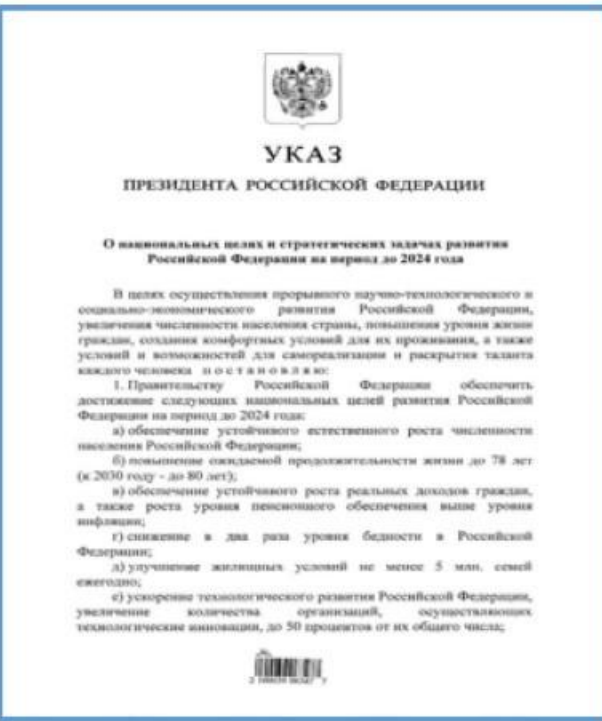 УКАЗ
ПРЕЗИДЕНТА РОССИЙСКОЙ ФЕДЕРАЦИИ
О национальных целях и стратегических задачах развития
Российской Федерации на период до 2024 года
В целях осуществления прорывного научно-технологического и
социально-экономического развития Российской Федерации,
увеличения численности населения страны, повышения уровня жизни
граждан, создания комфортных условий для их проживания, а также
условий и возможностей для самореализации и раскрытия таланта
каждого человека п о с т а н о в л я ю:
1. Правительству Российской Федерации обеспечить
достижение следующих национальных целей развития Российской
Федерации на период до 2024 года:
а) обеспечение устойчивого естественного роста численности
населения Российской Федерации;
б) повышение ожидаемой продолжительности жизни до 78 лет
(к 2030 году - до 80 лет);
в) обеспечение устойчивого роста реальных доходов граждан,
а также роста уровня пенсионного обеспечения выше уровня
инфляции;
г) снижение в два раза уровня бедности в Российской
Федерации;
д) улучшение жилищных условий не менее 5 млн. семей
ежегодно;
е) ускорение технологического развития Российской Федерации,
увеличение количества организаций, осуществляющих
технологические инновации, до 50 процентов от их общего числа;